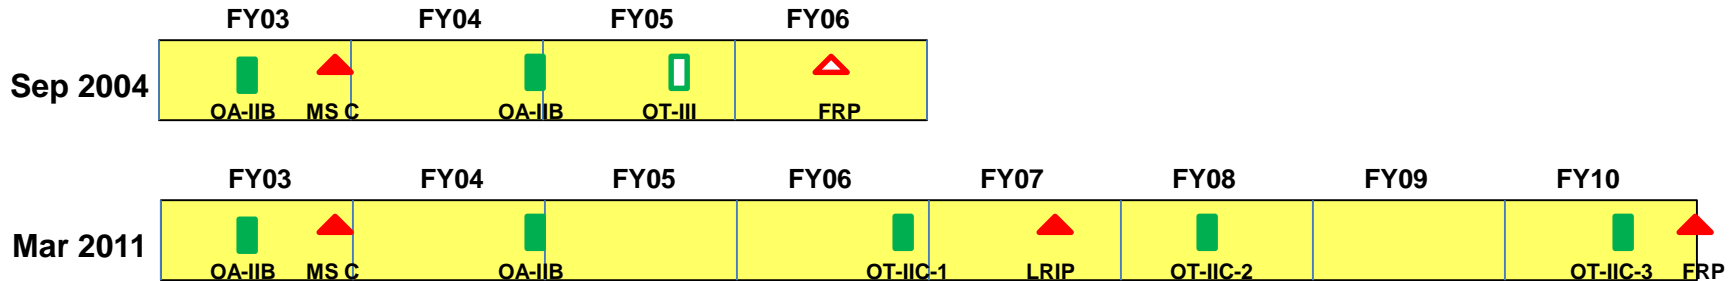 FY03 FY04 FY05 FY06
Sep 2004
OA-IIB MS C OA-IIB OT-III FRP
FY03 FY04 FY05 FY06 FY07 FY08 FY09 FY10
Mar 2011
OA-IIB MS C OA-IIB OT-IIC-1 LRIP OT-IIC-2 OT-IIC-3 FRP